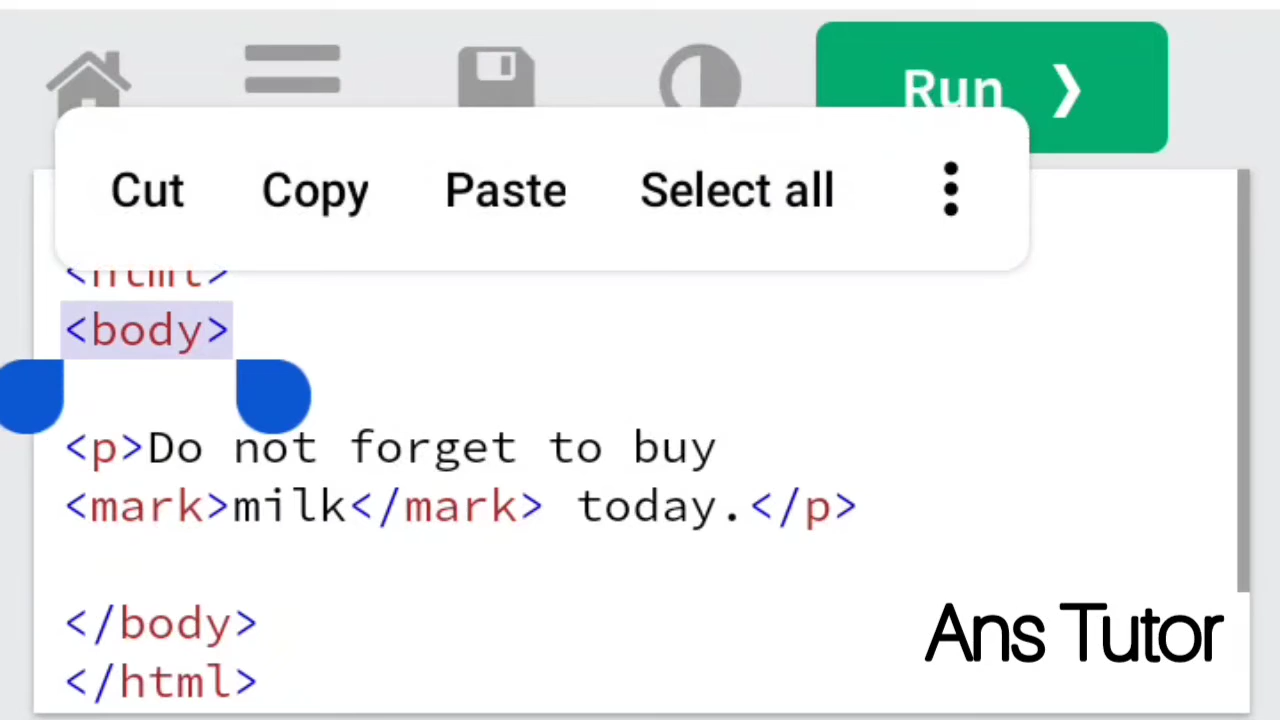 Run ❯
Cut Copy Paste Select all
<html>
<body>
<p>Do not forget to buy
<mark>milk</mark> today.</p>
</body>
</html>
Ans Tutor